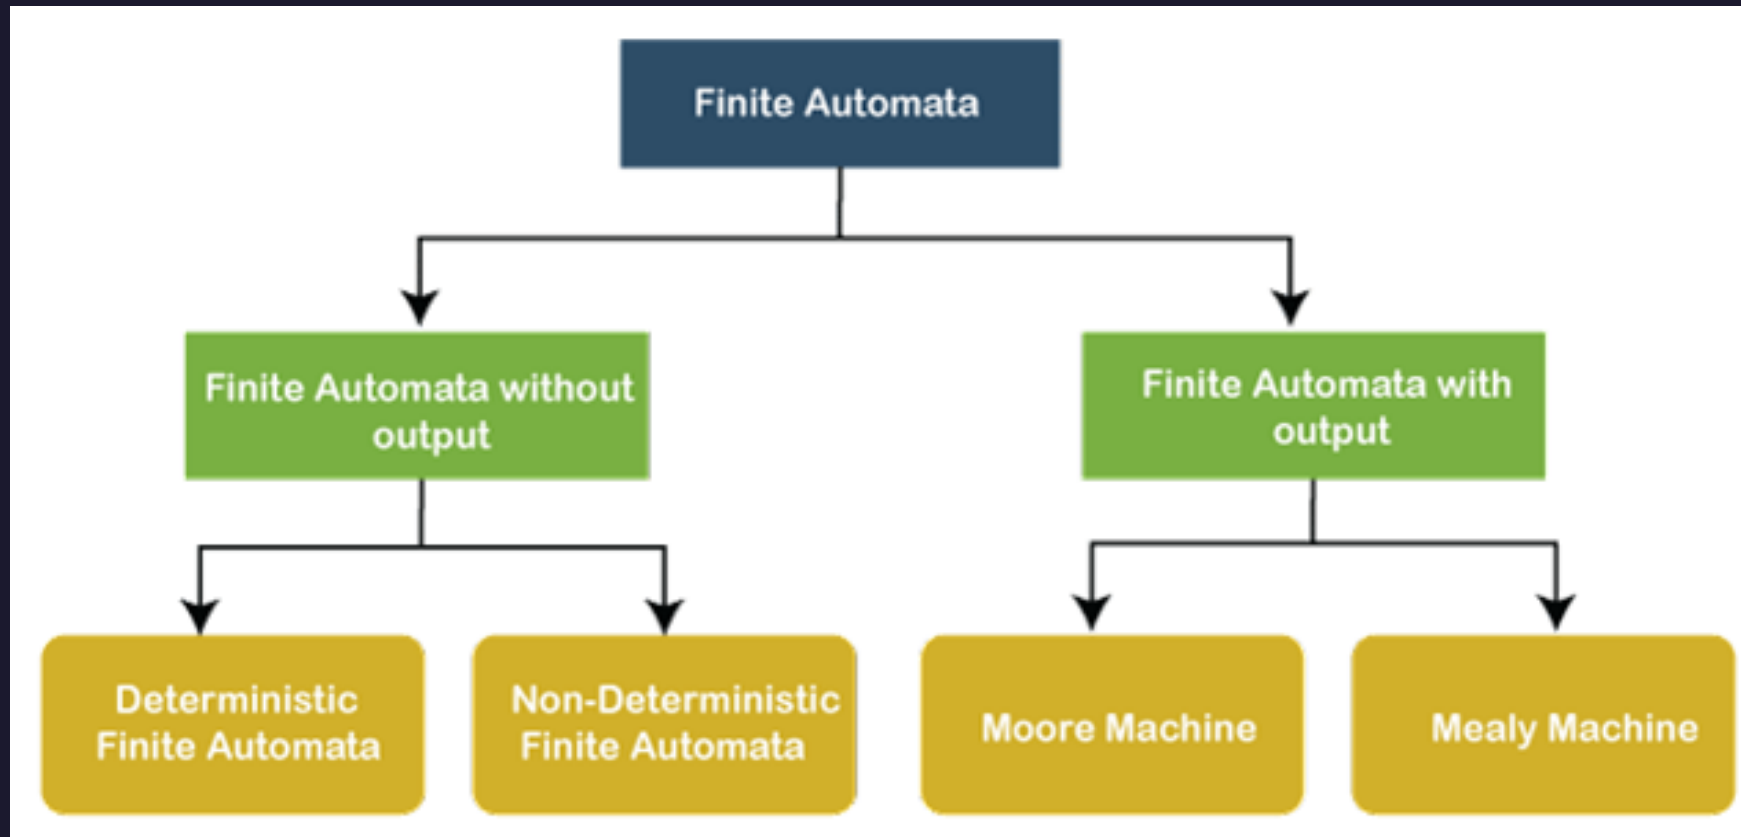 Finite Automata
Finite Automata without
output
Finite Automata with
output
Deterministic
Finite Automata
Non-Deterministic
Finite Automata
Moore Machine
Mealy Machine